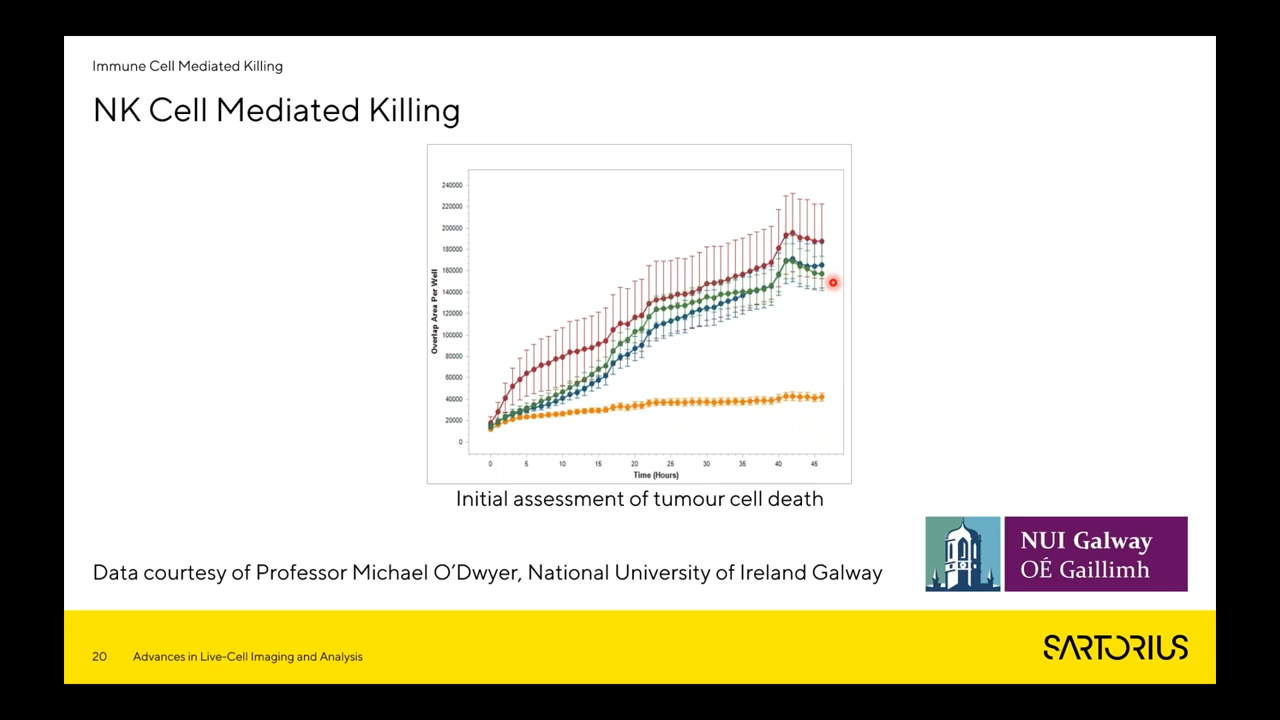 Immune Cell Mediated Killing
NK Cell Mediated Killing
240000
220000
200000
180000
160000
140000
120000
100000
80000
60000
40000
20000
0
Overlap Area Per Well
0 5 10 15 20 25 30 35 40 45
Time (Hours)
Initial assessment of tumour cell death
NUI Galway
OÉ Gaillimh
Data courtesy of Professor Michael O’Dwyer, National University of Ireland Galway
20 Advances in Live-Cell Imaging and Analysis
SARTORIUS